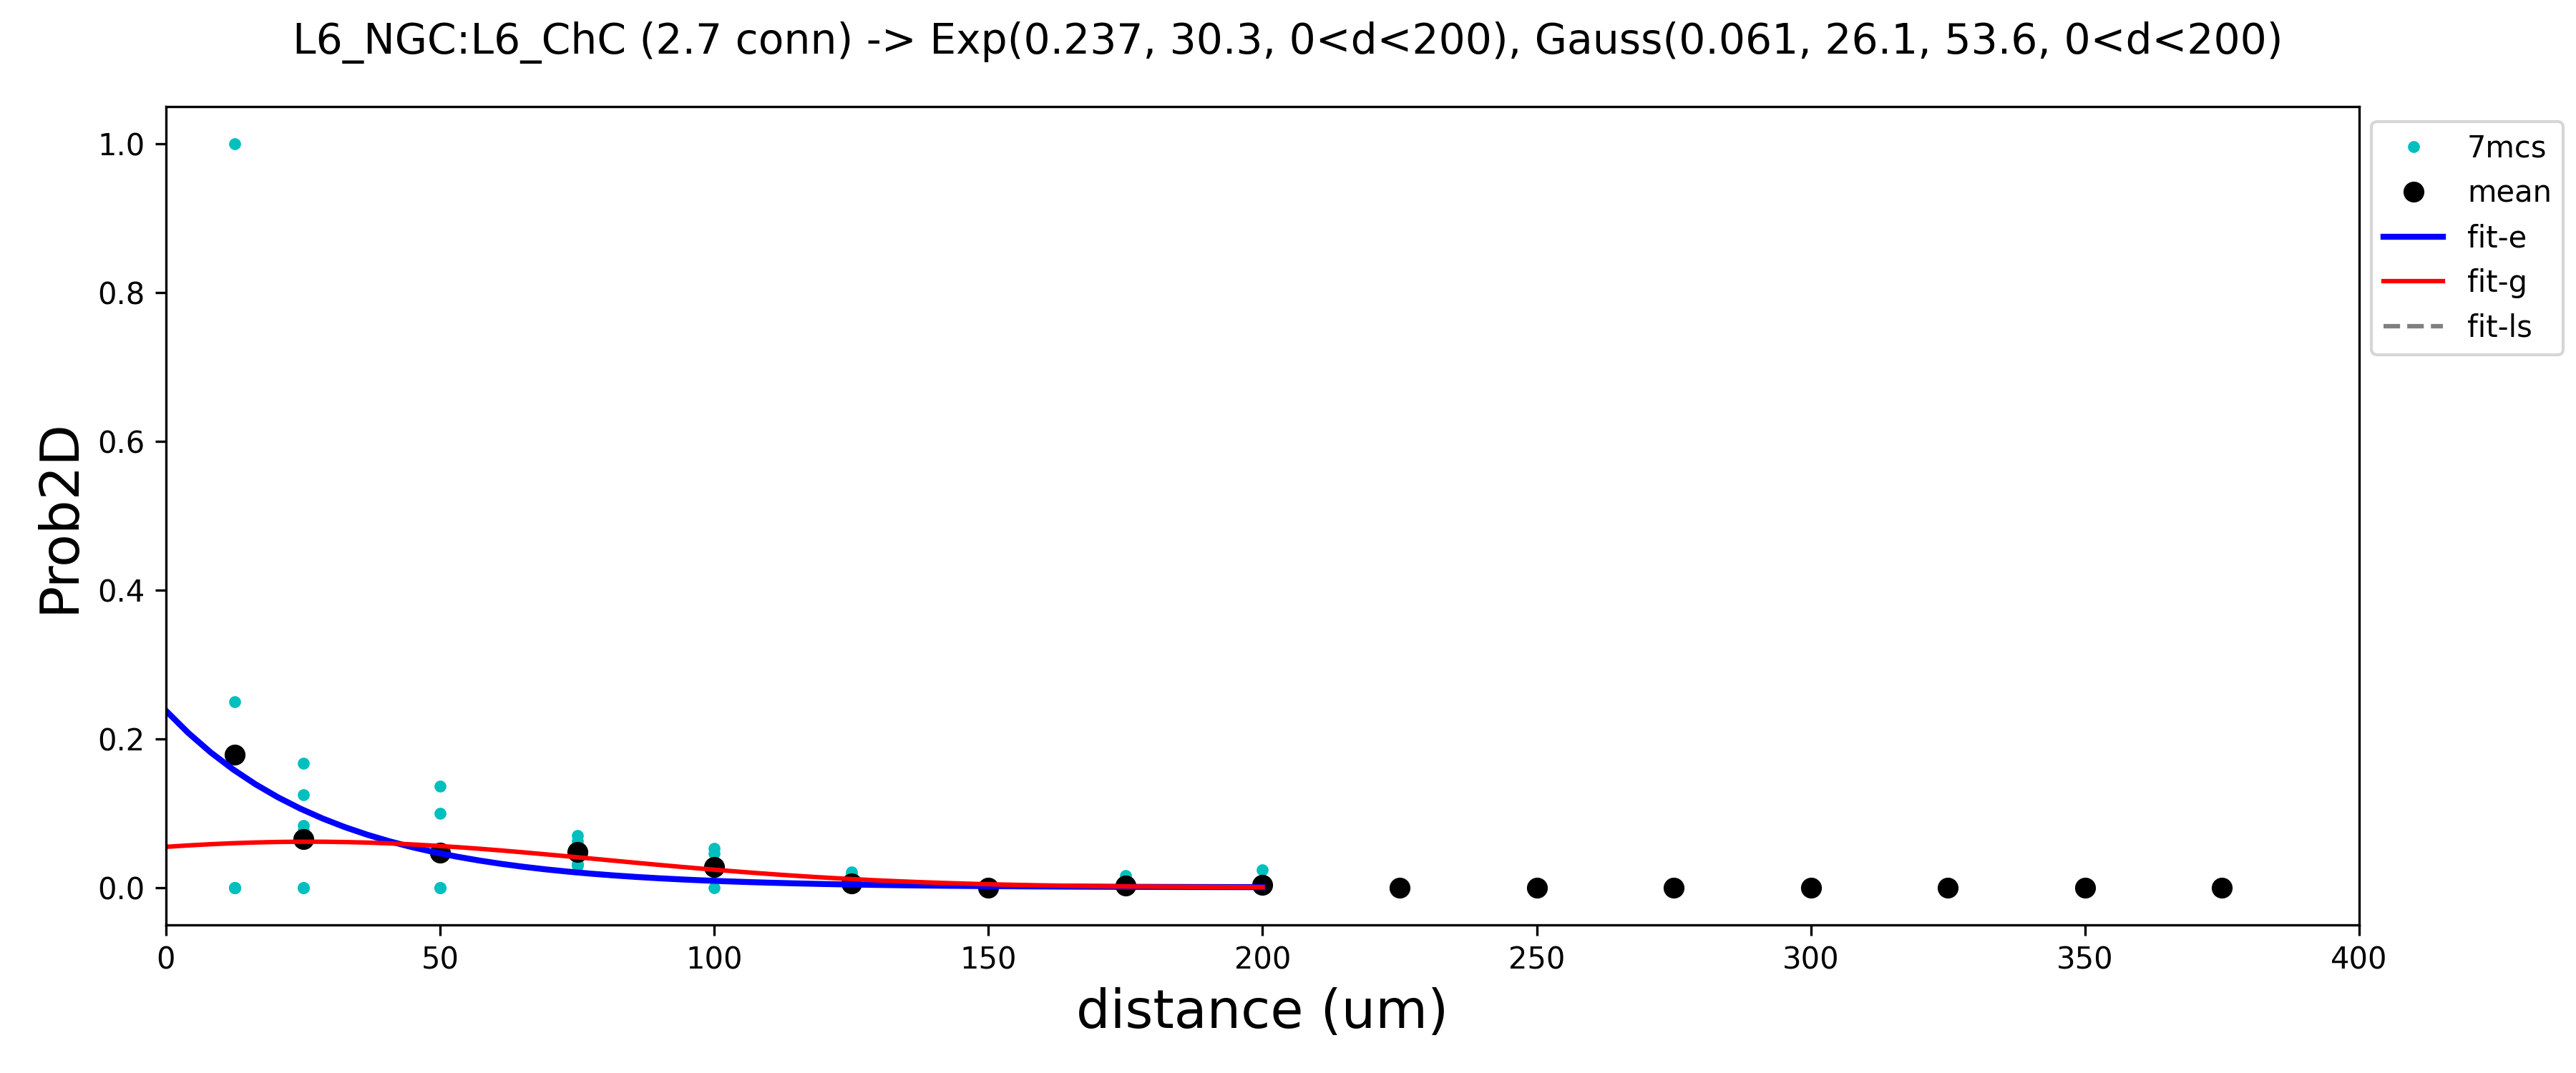 L6_NGC:L6_ChC (2.7 conn) -> Exp(0.237, 30.3, 0<d<200), Gauss(0.061, 26.1, 53.6, 0<d<200)
1.0
0.8
0.6
0.4
0.2
0.0
Prob2D
0 50 100 150 200 250 300 350 400
distance (um)
7mcs
mean
fit-e
fit-g
fit-ls